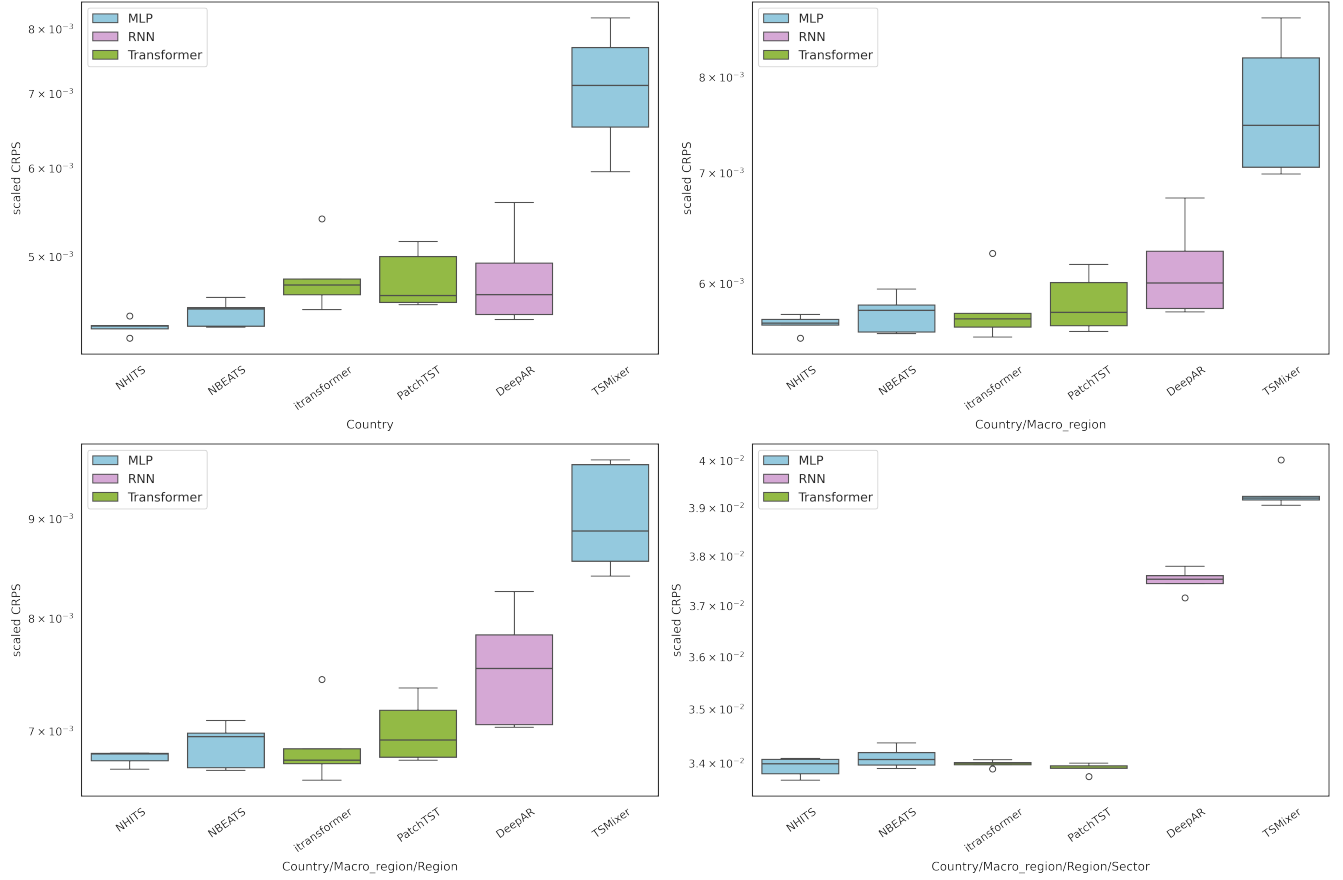 MLP
RNN
Transformer
8 × 10⁻³
7 × 10⁻³
6 × 10⁻³
5 × 10⁻³
scaled CRPS
NHITS
NBEATS
itransformer
PatchTST
DeepAR
TSMixer
Country
MLP
RNN
Transformer
8 × 10⁻³
7 × 10⁻³
6 × 10⁻³
scaled CRPS
NHITS
NBEATS
itransformer
PatchTST
DeepAR
TSMixer
Country/Macro_region
MLP
RNN
Transformer
9 × 10⁻³
8 × 10⁻³
7 × 10⁻³
scaled CRPS
NHITS
NBEATS
itransformer
PatchTST
DeepAR
TSMixer
Country/Macro_region/Region
MLP
RNN
Transformer
4 × 10⁻²
3.9 × 10⁻²
3.8 × 10⁻²
3.7 × 10⁻²
3.6 × 10⁻²
3.5 × 10⁻²
3.4 × 10⁻²
scaled CRPS
NHITS
NBEATS
itransformer
PatchTST
DeepAR
TSMixer
Country/Macro_region/Region/Sector